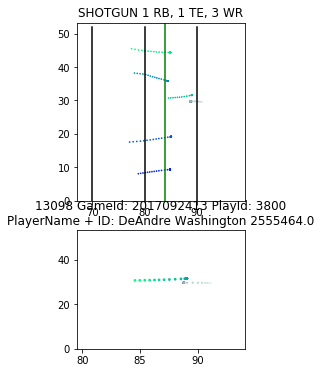 SHOTGUN 1 RB, 1 TE, 3 WR
50
40
30
20
10
0
70 80 90
13098 GameId: 2017092413 PlayId: 3800
PlayerName + ID: DeAndre Washington 2555464.0
40
20
0
80 85 90